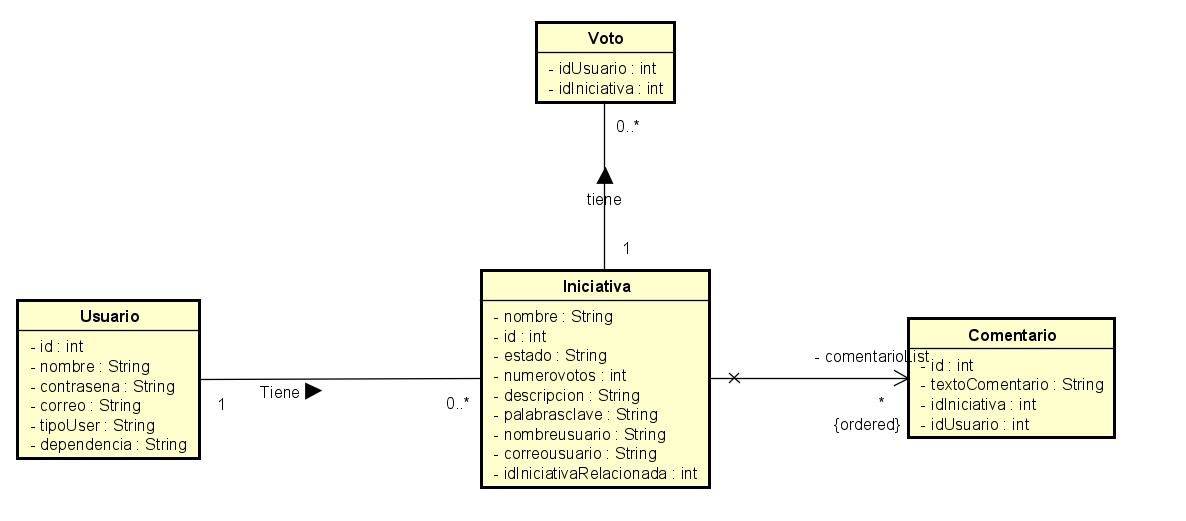 Voto
- idUsuario : int
- idIniciativa : int
0..*
tiene
1
Usuario
- id : int
- nombre : String
- contrasena : String
- correo : String
- tipoUser : String
- dependencia : String
1
Tiene
0..*
Iniciativa
- nombre : String
- id : int
- estado : String
- numerovotos : int
- descripcion : String
- palabrasclave : String
- nombreusuario : String
- correousuario : String
- idIniciativaRelacionada : int
- comentarioList
*
{ordered}
Comentario
- id : int
- textoComentario : String
- idIniciativa : int
- idUsuario : int